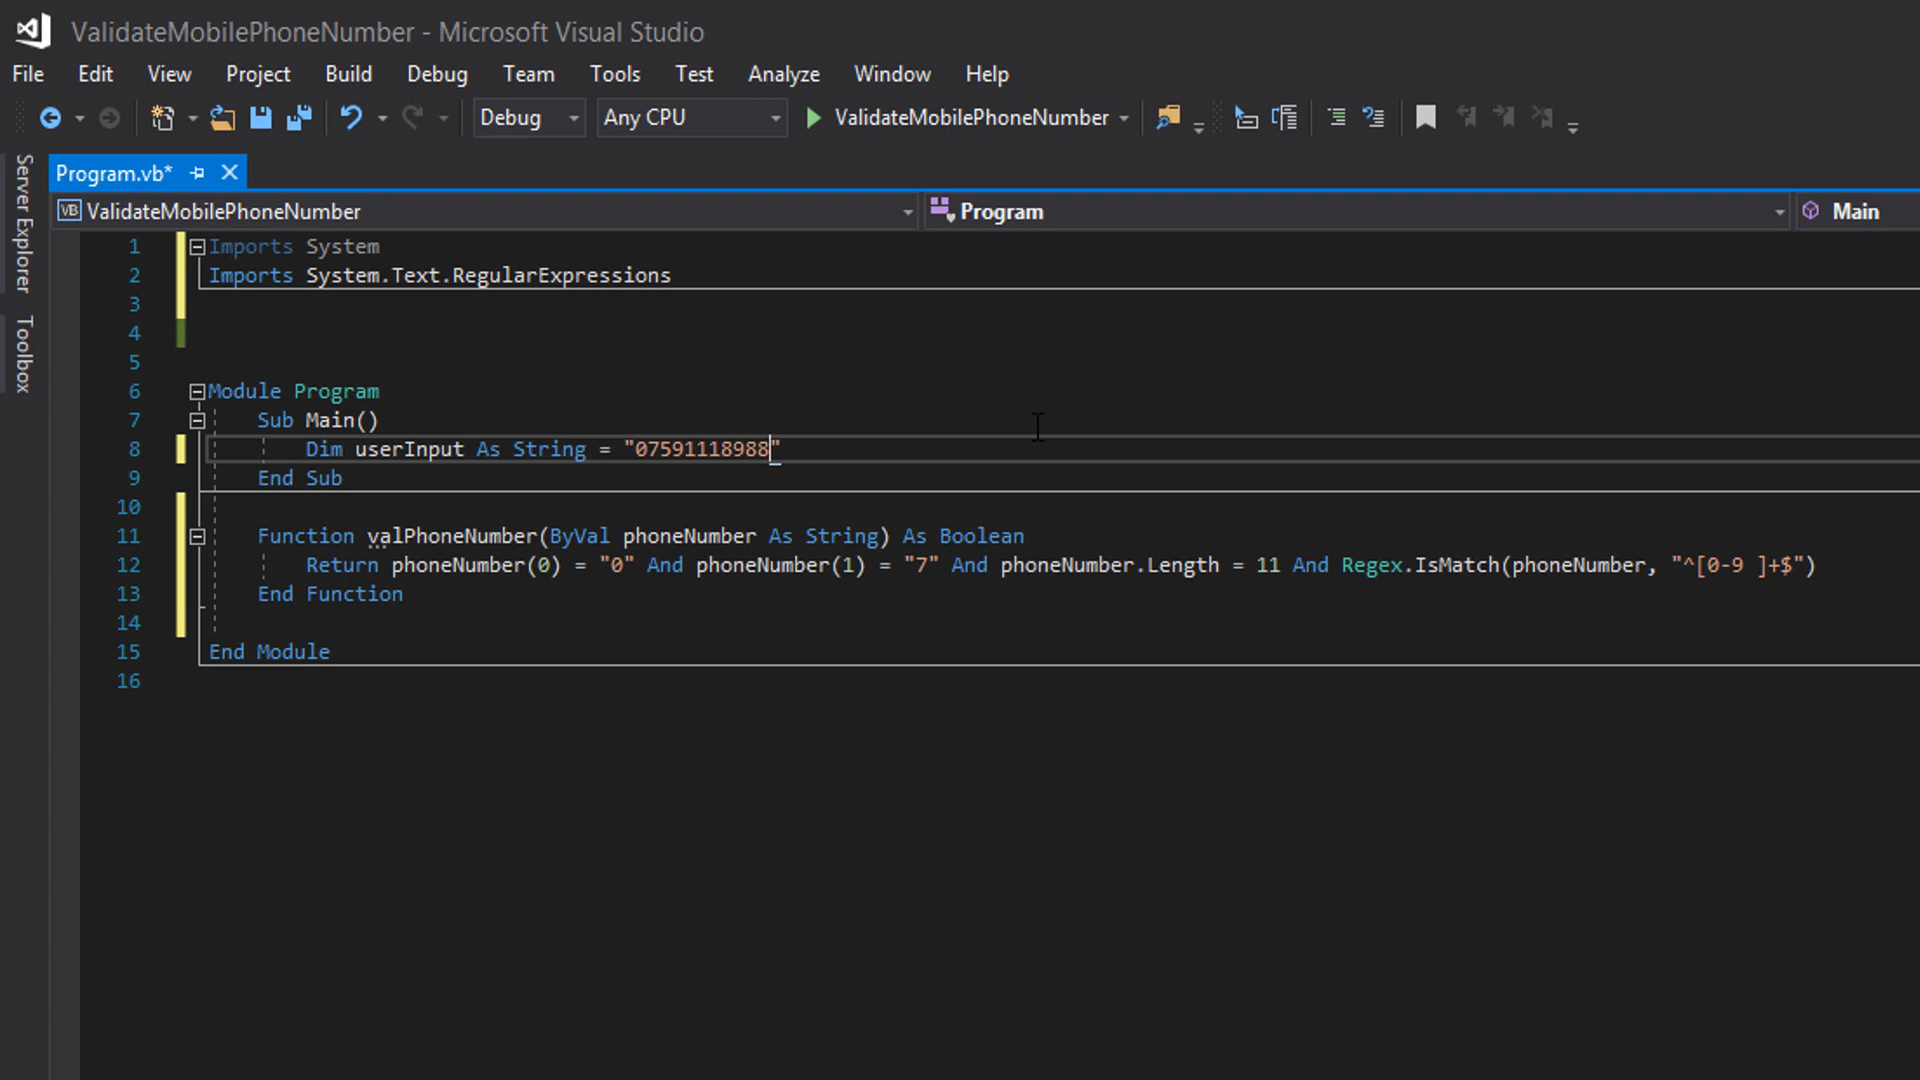 ValidateMobilePhoneNumber - Microsoft Visual Studio
File Edit View Project Build Debug Team Tools Test Analyze Window Help
Debug Any CPU ValidateMobilePhoneNumber
Server Explorer
Toolbox
Program.vb*
VB ValidateMobilePhoneNumber Program Main
1 Imports System
2 Imports System.Text.RegularExpressions
3
4
5
6 Module Program
7 Sub Main()
8 Dim userInput As String = "07591118988"
9 End Sub
10
11 Function valPhoneNumber(ByVal phoneNumber As String) As Boolean
12 Return phoneNumber(0) = "0" And phoneNumber(1) = "7" And phoneNumber.Length = 11 And Regex.IsMatch(phoneNumber, "^[0-9 ]+$")
13 End Function
14
15 End Module
16